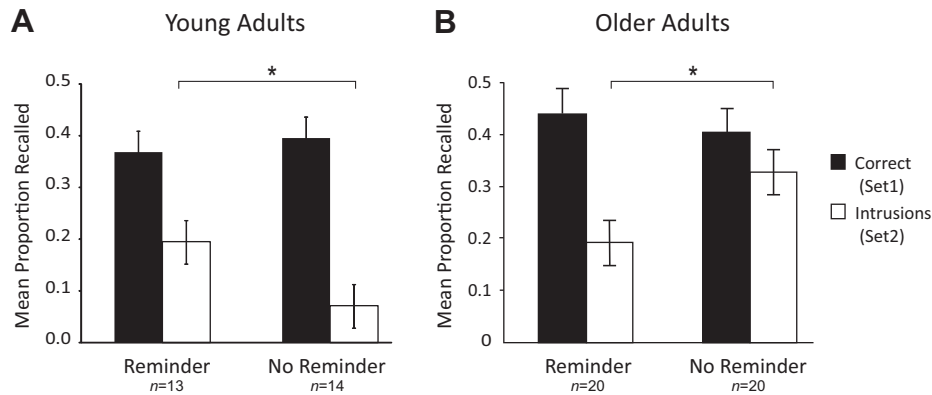 A
Young Adults
Mean Proportion Recalled
0.5
0.4
0.3
0.2
0.1
0.0
*
Reminder
n=13
No Reminder
n=14
B
Older Adults
Mean Proportion Recalled
0.5
0.4
0.3
0.2
0.1
0
*
Reminder
n=20
No Reminder
n=20
Correct
(Set1)
Intrusions
(Set2)